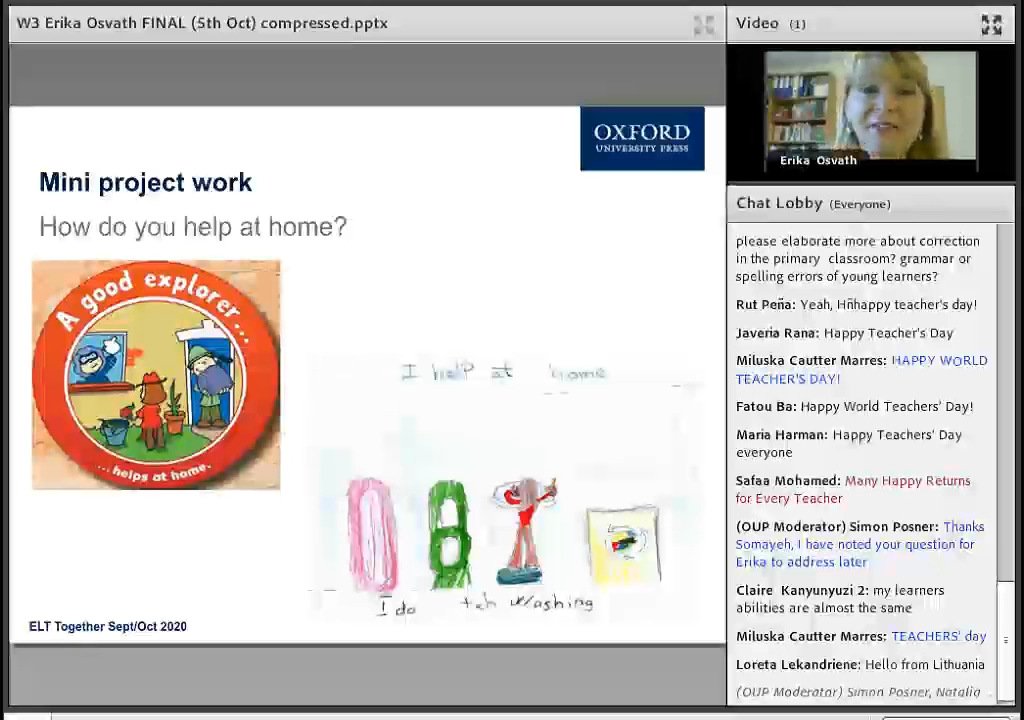 W3 Erika Osvath FINAL (5th Oct) compressed.pptx
OXFORD
UNIVERSITY PRESS
Mini project work
How do you help at home?
A good explorer...
...helps at home.
I help at home
I do teh washing
ELT Together Sept/Oct 2020
Video (1)
Erika Osvath
Chat Lobby (Everyone)
please elaborate more about correction
in the primary classroom? grammar or
spelling errors of young learners?
Rut Peña: Yeah, Hñhappy teacher's day!
Javeria Rana: Happy Teacher's Day
Miluska Cautter Marres: HAPPY WORLD
TEACHER'S DAY!
Fatou Ba: Happy World Teachers' Day!
Maria Harman: Happy Teachers' Day
everyone
Safaa Mohamed: Many Happy Returns
for Every Teacher
(OUP Moderator) Simon Posner: Thanks
Somayeh, I have noted your question for
Erika to address later
Claire Kanyunyuzi 2: my learners
abilities are almost the same
Miluska Cautter Marres: TEACHERS' day
Loreta Lekandriene: Hello from Lithuania
(OUP Moderator) Simon Posner, Natalia